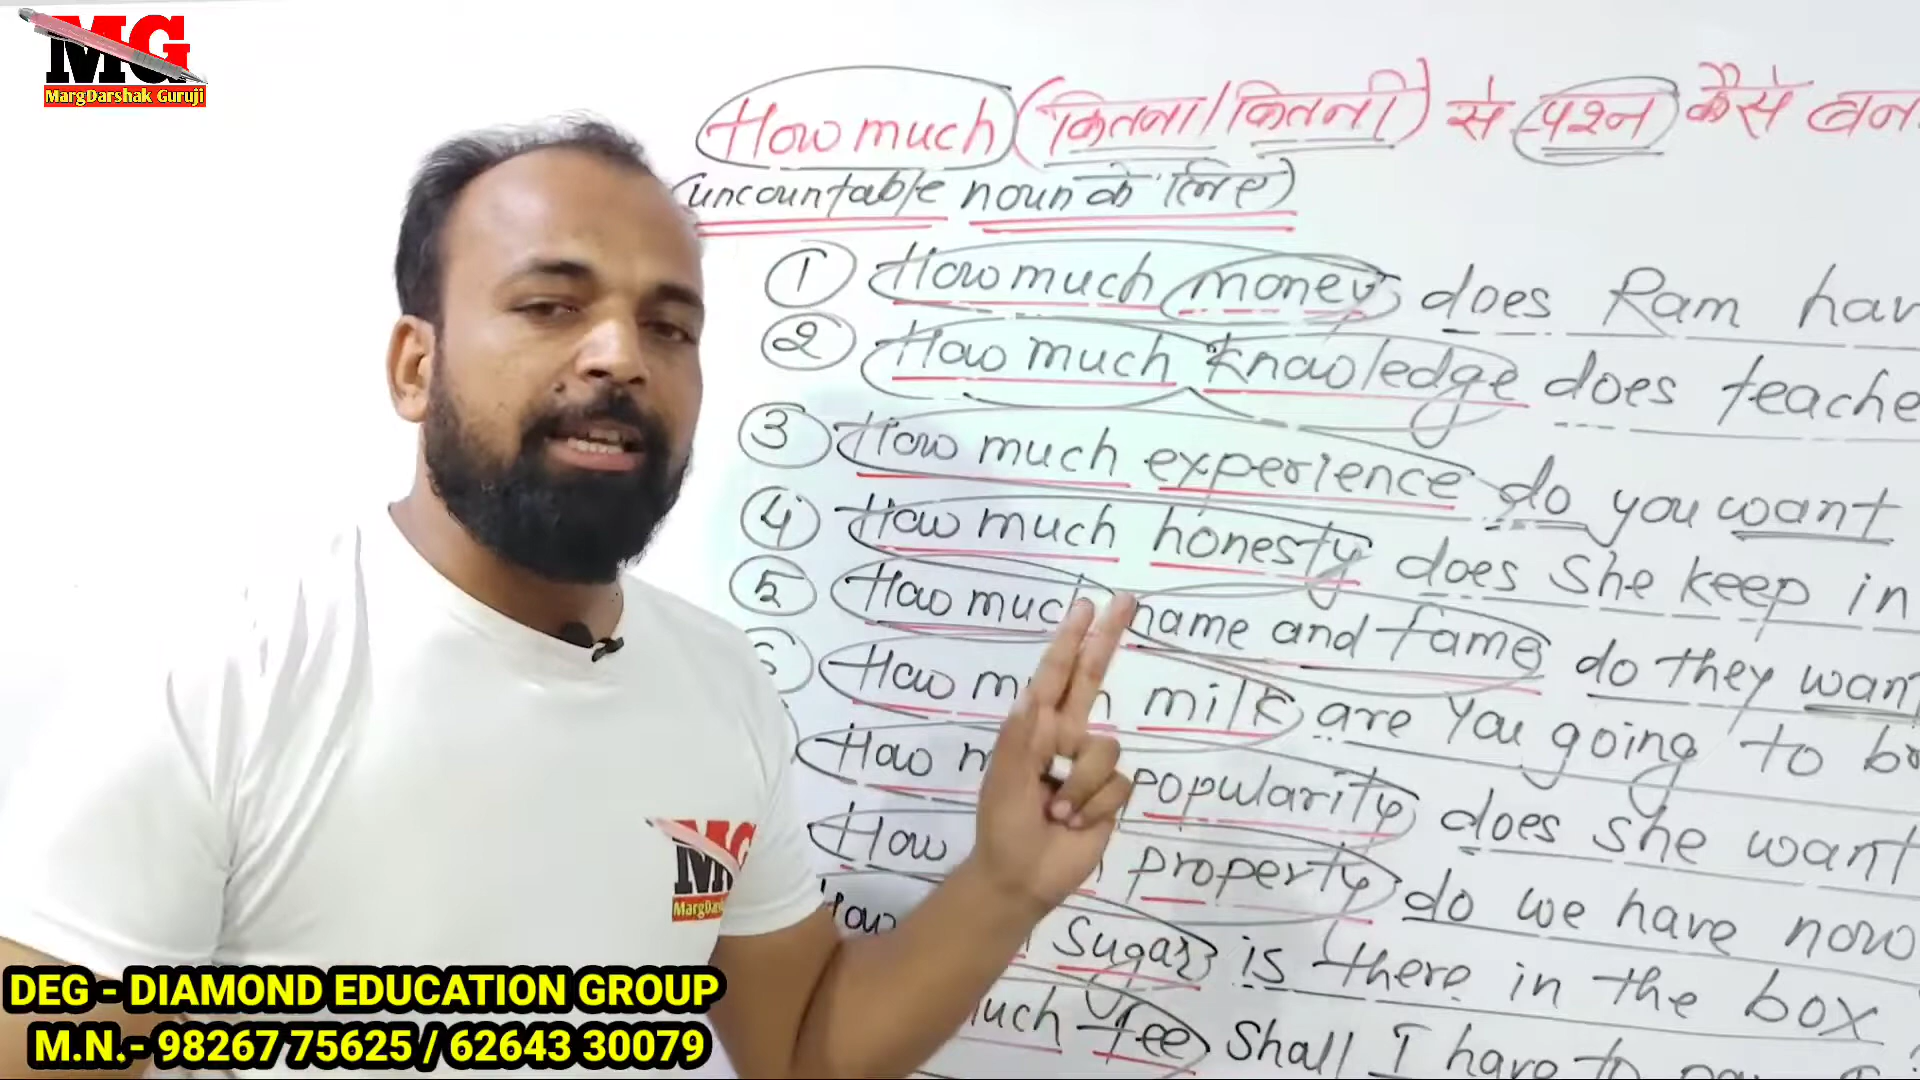 MG
MargDarshak Guruji
How much (कितना/कितनी) से प्रश्न कैसे बन
(uncountable noun के लिए)
① How much money does Ram hav
② How much knowledge does teache
③ How much experience do you want
④ How much honesty does She keep in
⑤ How much name and fame do they want
How milk are You going to
How popularity does she want
How property do we have now
How Sugar is there in the box
much fee Shall I have to
MG
DEG - DIAMOND EDUCATION GROUP
M.N.- 98267 75625 / 62643 30079